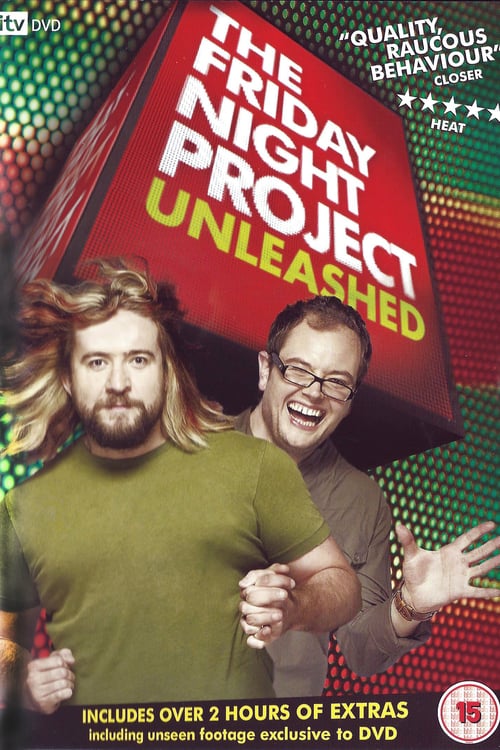 itv DVD
"QUALITY,
RAUCOUS
BEHAVIOUR"
CLOSER
HEAT
THE
FRIDAY
NIGHT
PROJECT
UNLEASHED
INCLUDES OVER 2 HOURS OF EXTRAS
including unseen footage exclusive to DVD
15